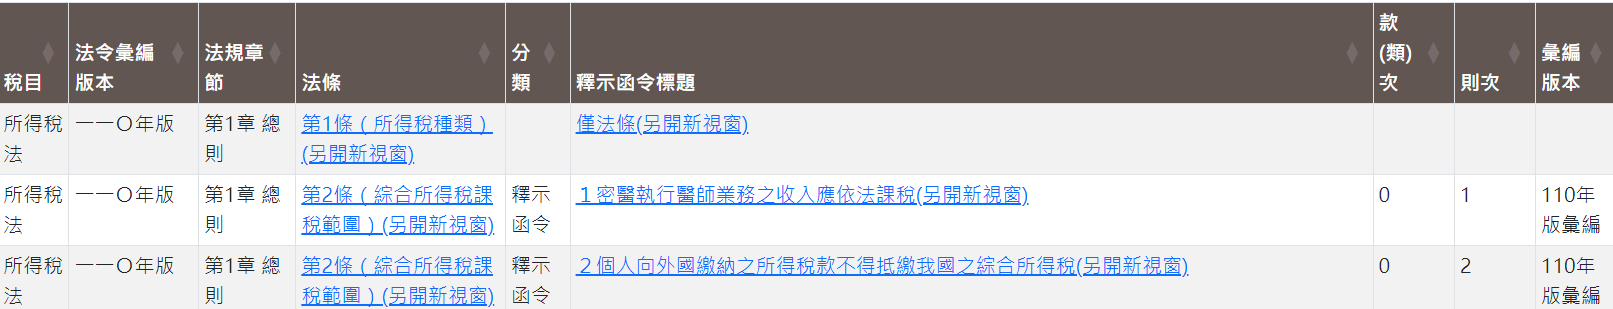 稅目
法令彙編
版本
法規章
節
法條
分
類
釋示函令標題
款
(類)
次
則次
彙編
版本
所得稅
法
一一〇年版
第1章 總
則
第1條（所得稅種類）
(另開新視窗)
僅法條(另開新視窗)
所得稅
法
一一〇年版
第1章 總
則
第2條（綜合所得稅課
稅範圍）(另開新視窗)
釋示
函令
１密醫執行醫師業務之收入應依法課稅(另開新視窗)
0
1
110年
版彙編
所得稅
法
一一〇年版
第1章 總
則
第2條（綜合所得稅課
稅範圍）(另開新視窗)
釋示
函令
２個人向外國繳納之所得稅款不得抵繳我國之綜合所得稅(另開新視窗)
0
2
110年
版彙編